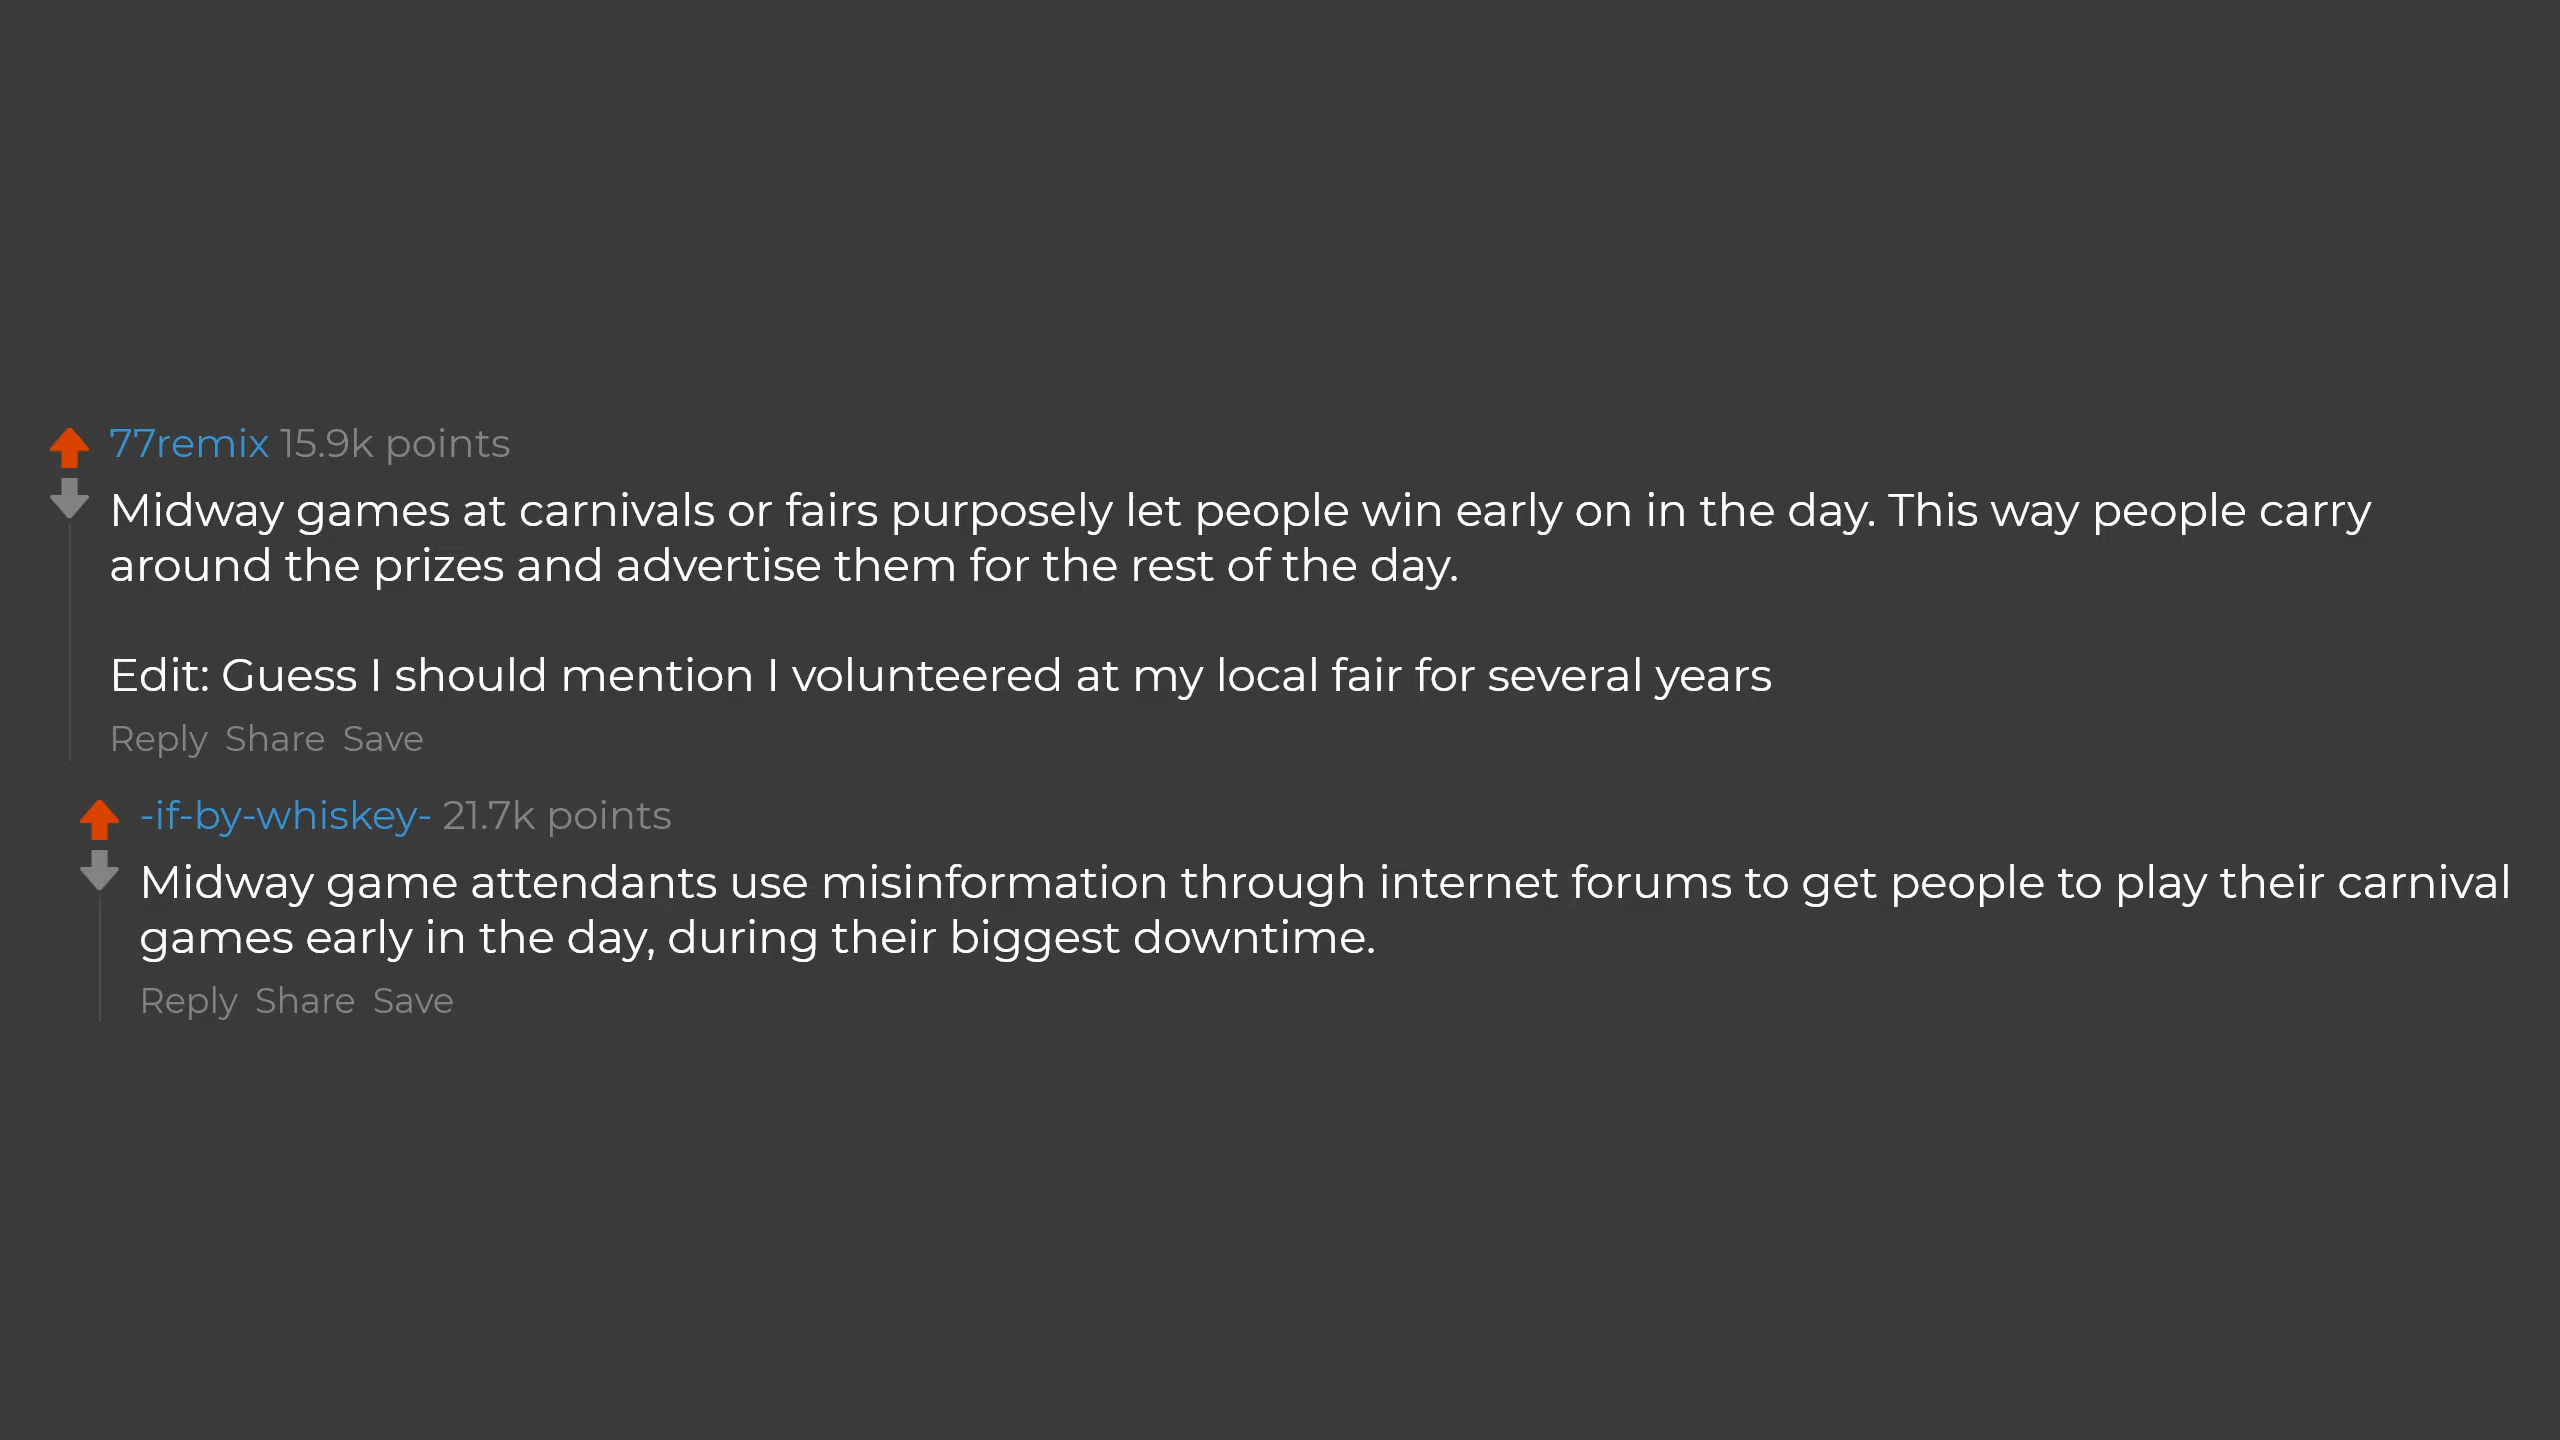 77remix 15.9k points
Midway games at carnivals or fairs purposely let people win early on in the day. This way people carry
around the prizes and advertise them for the rest of the day.
Edit: Guess I should mention I volunteered at my local fair for several years
Reply Share Save
-if-by-whiskey- 21.7k points
Midway game attendants use misinformation through internet forums to get people to play their carnival
games early in the day, during their biggest downtime.
Reply Share Save